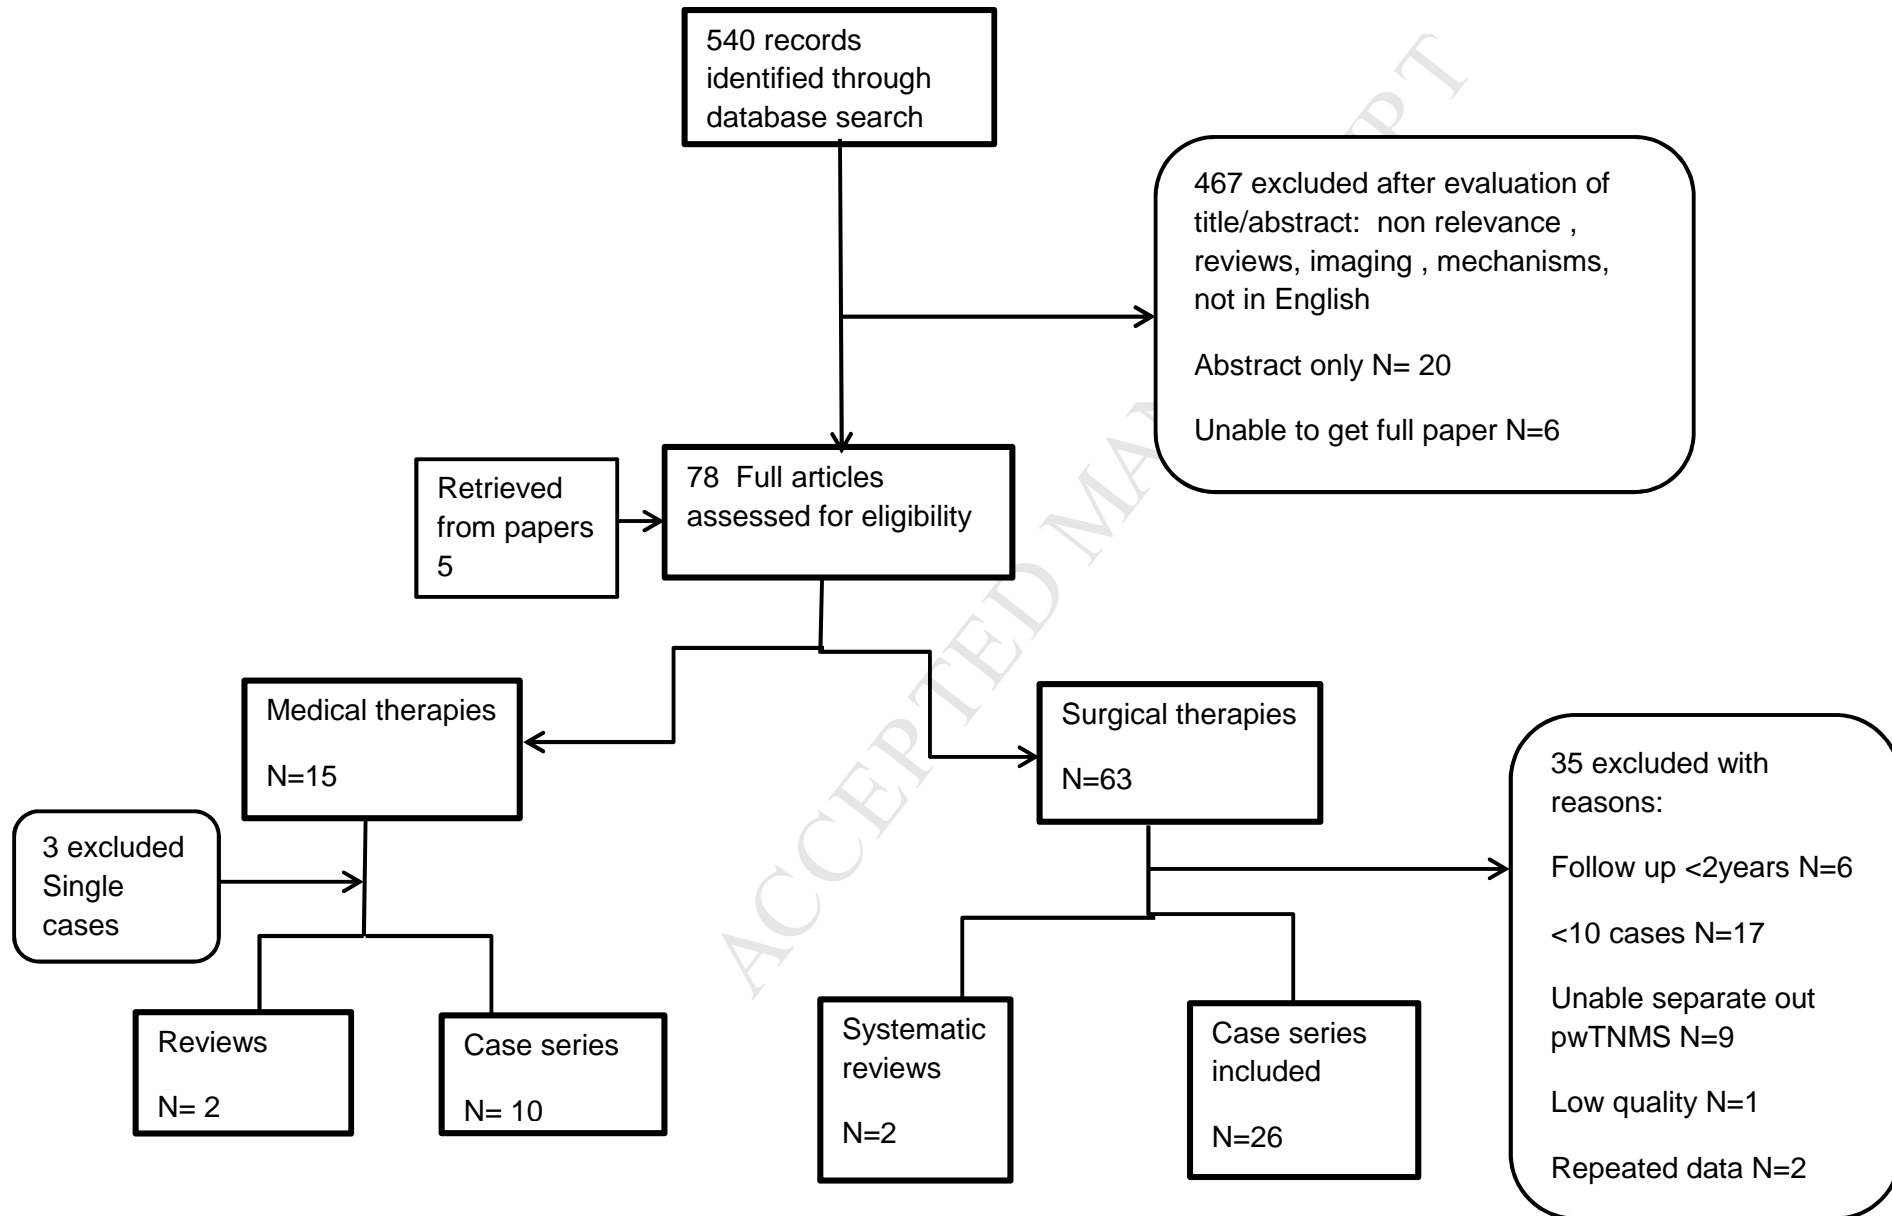 540 records
identified through
database search
467 excluded after evaluation of
title/abstract:  non relevance ,
reviews, imaging , mechanisms,
not in English
Abstract only N= 20
Unable to get full paper N=6
Retrieved
from papers
5
78  Full articles
assessed for eligibility
Medical therapies
N=15
Surgical therapies
N=63
3 excluded
Single
cases
35 excluded with
reasons:
Follow up <2years N=6
<10 cases N=17
Unable separate out
pwTNMS N=9
Low quality N=1
Repeated data N=2
Reviews
N= 2
Case series
N= 10
Systematic
reviews
N=2
Case series
included
N=26
ACCEPTED MAN
PT